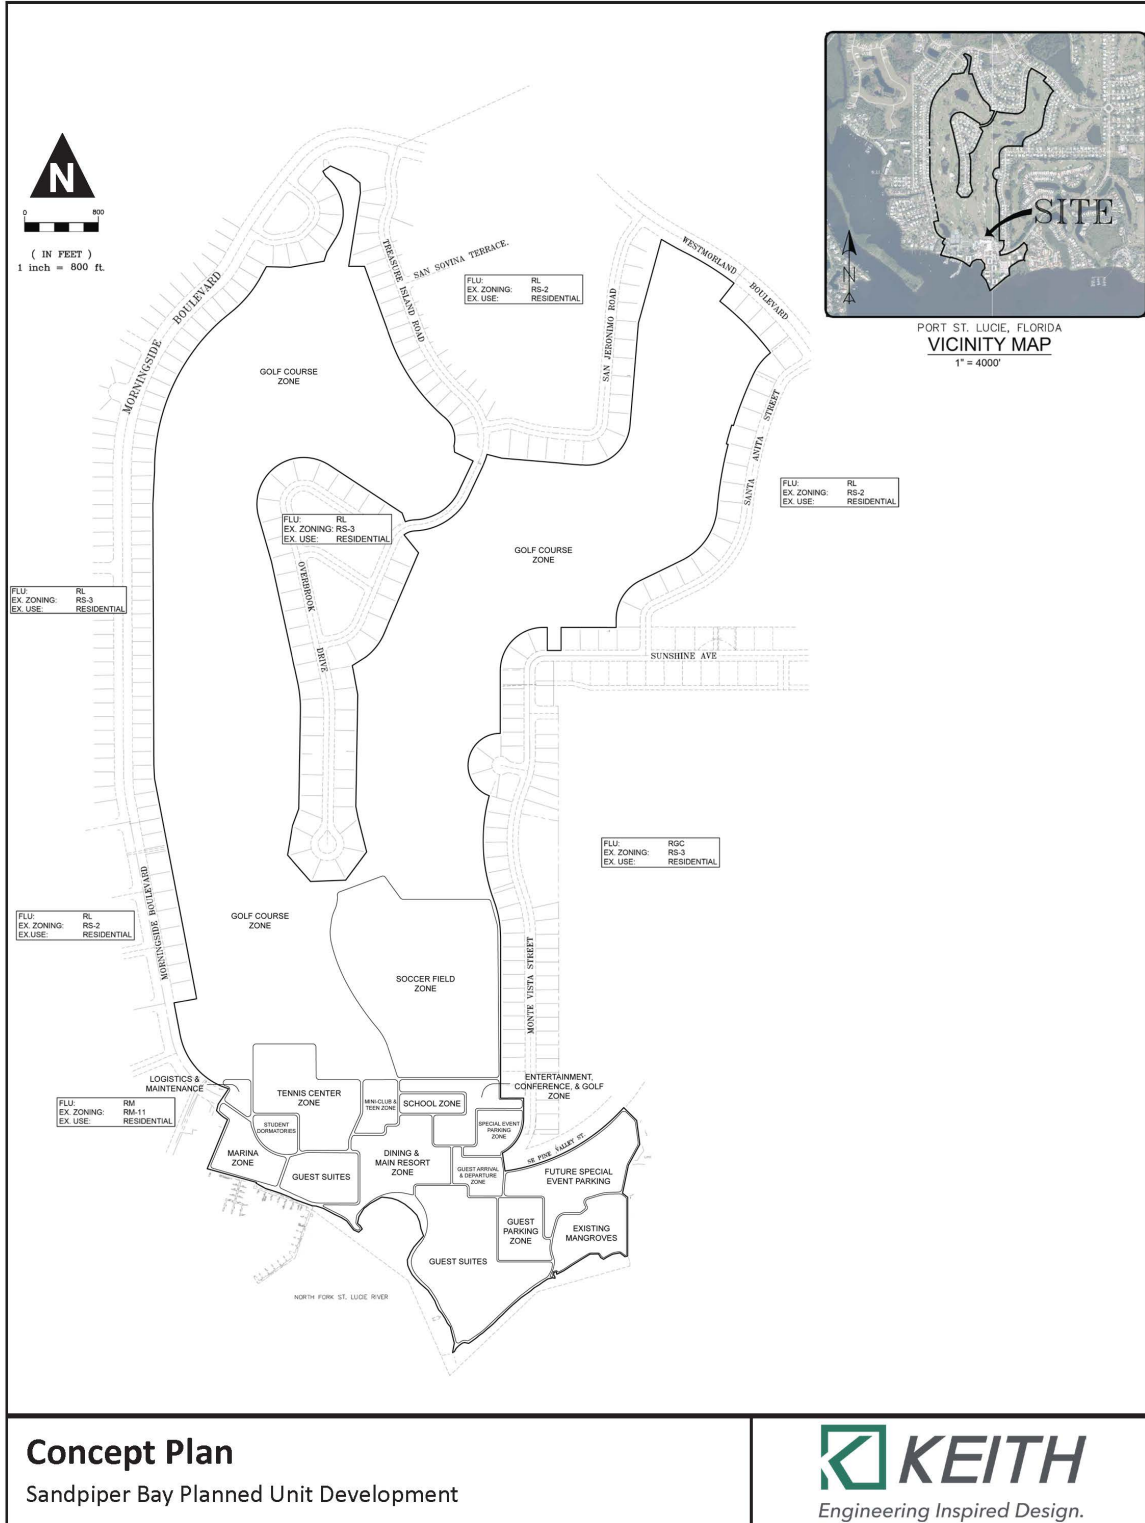 N
0 800
( IN FEET )
1 inch = 800 ft.
SITE
N
PORT ST. LUCIE, FLORIDA
VICINITY MAP
1" = 4000'
MORNINGSIDE BOULEVARD
TREASURE ISLAND ROAD
SAN SOVINA TERRACE.
FLU: RL
EX. ZONING: RS-2
EX. USE: RESIDENTIAL
SAN JERONIMO ROAD
WESTMORLAND BOULEVARD
SANTA ANITA STREET
GOLF COURSE
ZONE
FLU: RL
EX. ZONING: RS-2
EX. USE: RESIDENTIAL
FLU: RL
EX. ZONING: RS-3
EX. USE: RESIDENTIAL
GOLF COURSE
ZONE
OVERBROOK DRIVE
FLU: RL
EX. ZONING: RS-3
EX. USE: RESIDENTIAL
SUNSHINE AVE
FLU: RGC
EX. ZONING: RS-3
EX. USE: RESIDENTIAL
MORNINGSIDE BOULEVARD
FLU: RL
EX. ZONING: RS-2
EX.USE: RESIDENTIAL
GOLF COURSE
ZONE
SOCCER FIELD
ZONE
MONTE VISTA STREET
LOGISTICS &
MAINTENANCE
TENNIS CENTER
ZONE
MINI-CLUB &
TEEN ZONE
SCHOOL ZONE
ENTERTAINMENT,
CONFERENCE, & GOLF
ZONE
FLU: RM
EX. ZONING: RM-11
EX. USE: RESIDENTIAL
STUDENT
DORMATORIES
SPECIAL EVENT
PARKING
ZONE
SE PINE VALLEY ST.
MARINA
ZONE
GUEST SUITES
DINING &
MAIN RESORT
ZONE
GUEST ARRIVAL
& DEPARTURE
ZONE
FUTURE SPECIAL
EVENT PARKING
GUEST
PARKING
ZONE
EXISTING
MANGROVES
GUEST SUITES
NORTH FORK ST. LUCIE RIVER
Concept Plan
Sandpiper Bay Planned Unit Development
KEITH
Engineering Inspired Design.